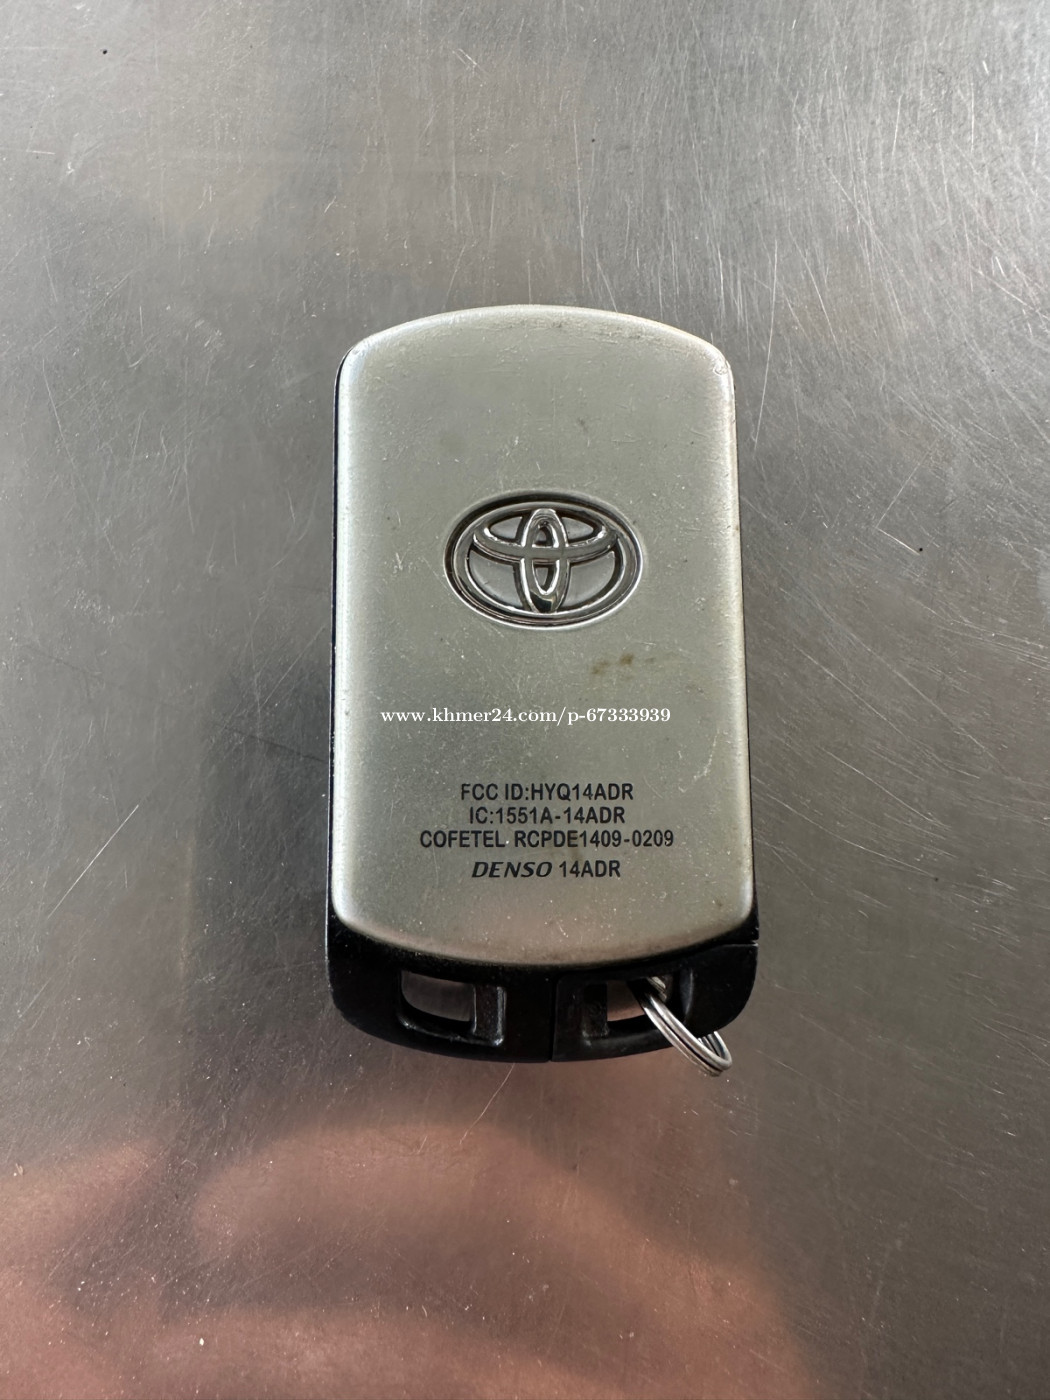 www.khmer24.com/p-67333939
FCC ID:HYQ14ADR
IC:1551A-14ADR
COFETEL RCPDE1409-0209
DENSO 14ADR